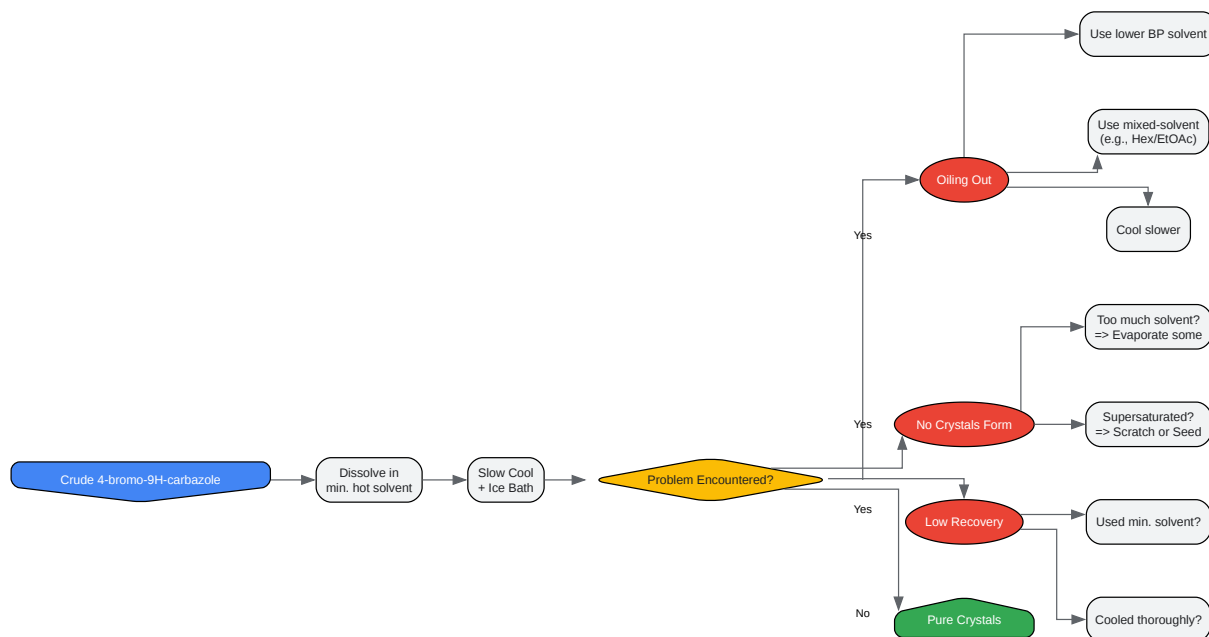 Crude 4-bromo-9H-carbazole
Dissolve in
min. hot solvent
Slow Cool
+ Ice Bath
Problem Encountered?
Yes
Oiling Out
Use lower BP solvent
Use mixed-solvent
(e.g., Hex/EtOAc)
Cool slower
Yes
No Crystals Form
Too much solvent?
=> Evaporate some
Supersaturated?
=> Scratch or Seed
Yes
Low Recovery
Used min. solvent?
Cooled thoroughly?
No
Pure Crystals